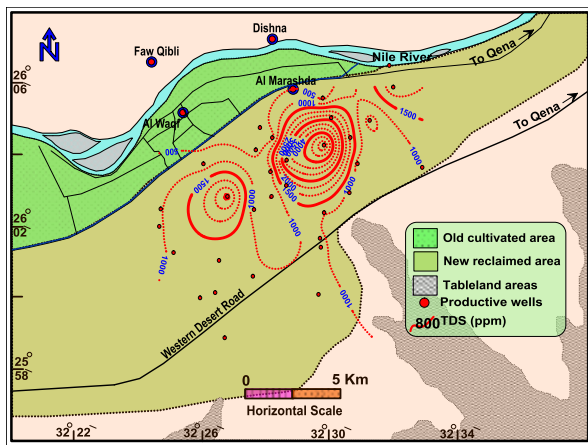 Dishna
N
Faw Qibli
Nile River
To Qena
26°
06
Al Marashda
500
1000
1500
To Qena
Al Waqf
500
1000
1500
1000
2000
1500
1000
1000
26
02
1000
1000
1000
Old cultivated area
New reclaimed area
Tableland areas
Productive wells
800 TDS (ppm)
Western Desert Road
25°
58
0 5 Km
Horizontal Scale
32°22 32°26 32°30 32°34